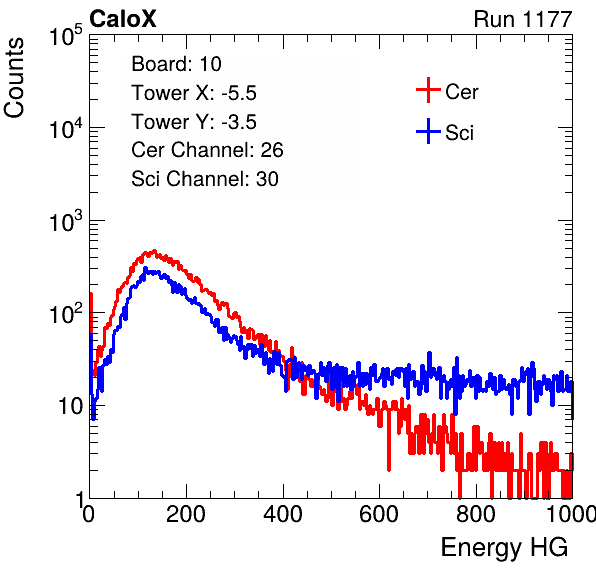 CaloX Run 1177
Counts
10^5
10^4
10^3
10^2
10
1
Board: 10
Tower X: -5.5
Tower Y: -3.5
Cer Channel: 26
Sci Channel: 30
Cer
Sci
0 200 400 600 800 1000
Energy HG